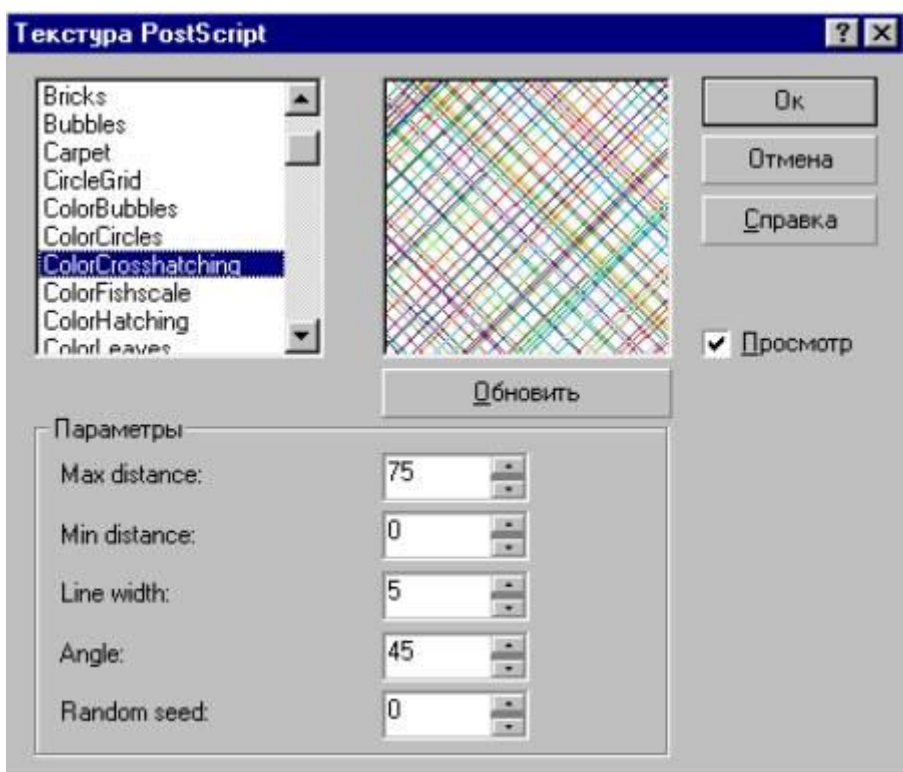 Текстура PostScript
Bricks
Bubbles
Carpet
CircleGrid
ColorBubbles
ColorCircles
ColorCrosshatching
ColorFishscale
ColorHatching
ColorLeaves
Ок
Отмена
Справка
Просмотр
Обновить
Параметры
Max distance: 75
Min distance: 0
Line width: 5
Angle: 45
Random seed: 0